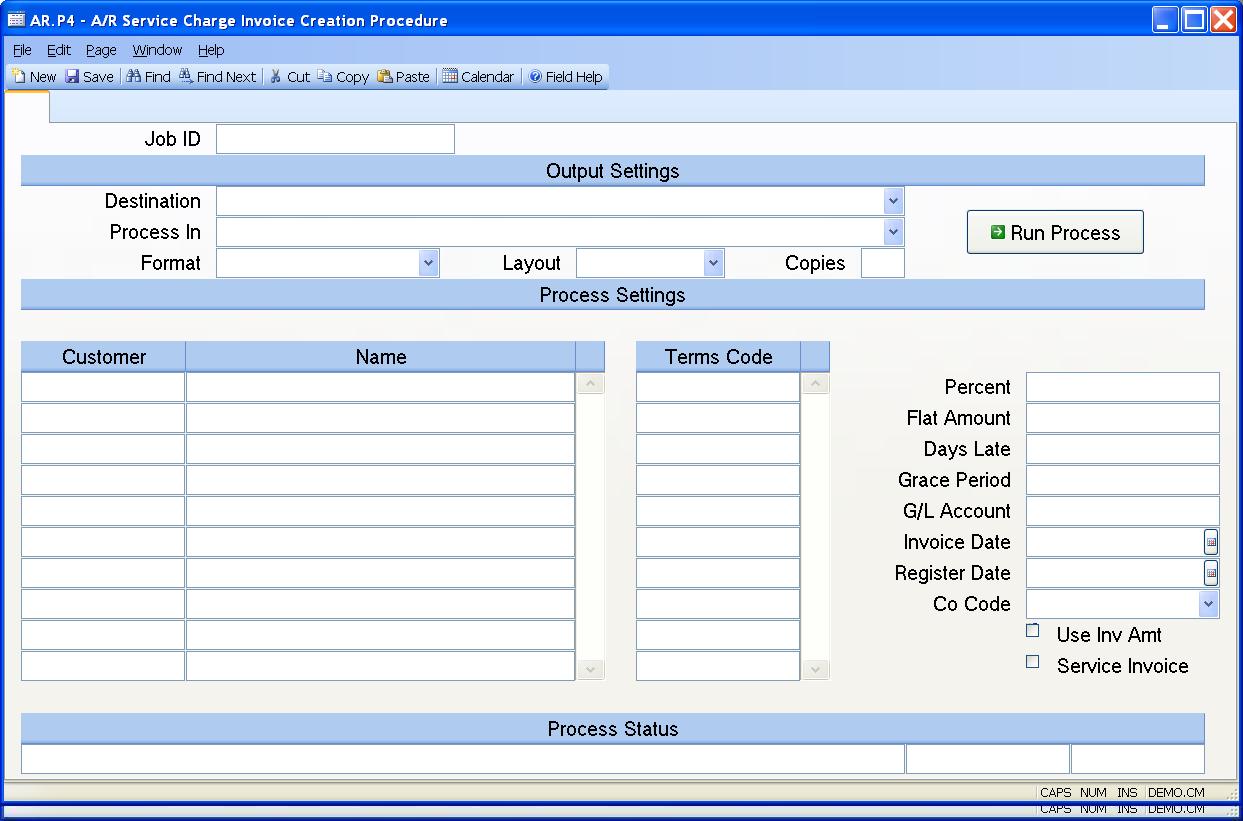 AR.P4 - A/R Service Charge Invoice Creation Procedure
File Edit Page Window Help
New Save Find Find Next Cut Copy Paste Calendar Field Help
Job ID
Output Settings
Destination
Process In
Run Process
Format Layout Copies
Process Settings
Customer Name Terms Code
Percent
Flat Amount
Days Late
Grace Period
G/L Account
Invoice Date
Register Date
Co Code
Use Inv Amt
Service Invoice
Process Status
CAPS NUM INS DEMO.CM
CAPS NUM INS DEMO.CM